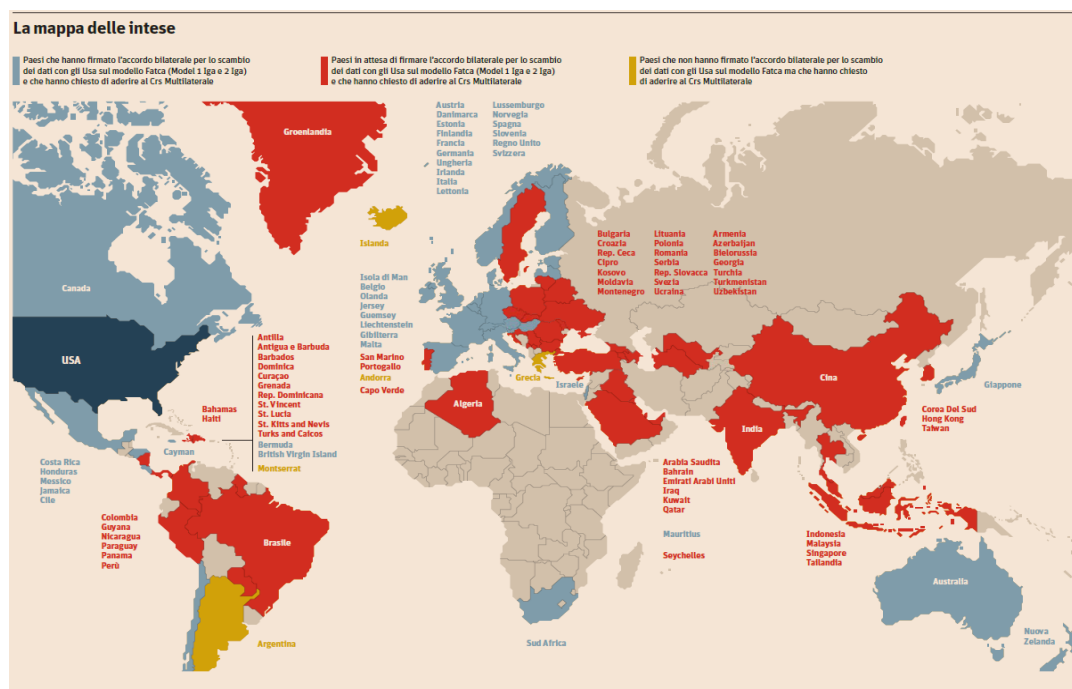 La mappa delle intese
Paesi che hanno firmato l'accordo bilaterale per lo scambio
dei dati con gli Usa sul modello Fatca (Model 1 Iga e 2 Iga)
e che hanno chiesto di aderire al Crs Multilaterale
Paesi in attesa di firmare l'accordo bilaterale per lo scambio
dei dati con gli Usa sul modello Fatca (Model 1 Iga e 2 Iga)
e che hanno chiesto di aderire al Crs Multilaterale
Paesi che non hanno firmato l'accordo bilaterale per lo scambio
dei dati con gli Usa sul modello Fatca ma che hanno chiesto
di aderire al Crs Multilaterale
Groenlandia
Austria
Danimarca
Estonia
Finlandia
Francia
Germania
Ungheria
Irlanda
Italia
Lettonia
Lussemburgo
Norvegia
Spagna
Slovenia
Regno Unito
Svizzera
Islanda
Bulgaria
Croazia
Rep. Ceca
Cipro
Kosovo
Moldavia
Montenegro
Lituania
Polonia
Romania
Serbia
Rep. Slovacca
Svezia
Ucraina
Armenia
Azerbaijan
Bielorussia
Georgia
Turchia
Turkmenistan
Uzbekistan
Canada
USA
Isola di Man
Belgio
Olanda
Jersey
Guernsey
Liechtenstein
Gibilterra
Malta
San Marino
Portogallo
Andorra
Capo Verde
Grecia
Israele
Algeria
Cina
India
Giappone
Corea Del Sud
Hong Kong
Taiwan
Antilla
Antigua e Barbuda
Barbados
Dominica
Curaçao
Grenada
Rep. Dominicana
St. Vincent
St. Lucia
St. Kitts and Nevis
Turks and Caicos
Bermuda
British Virgin Island
Montserrat
Bahamas
Haiti
Cayman
Costa Rica
Honduras
Messico
Jamaica
Cile
Colombia
Guyana
Nicaragua
Paraguay
Panama
Perù
Brasile
Argentina
Arabia Saudita
Bahrain
Emirati Arabi Uniti
Iraq
Kuwait
Qatar
Mauritius
Seychelles
Indonesia
Malaysia
Singapore
Tailandia
Australia
Sud Africa
Nuova
Zelanda